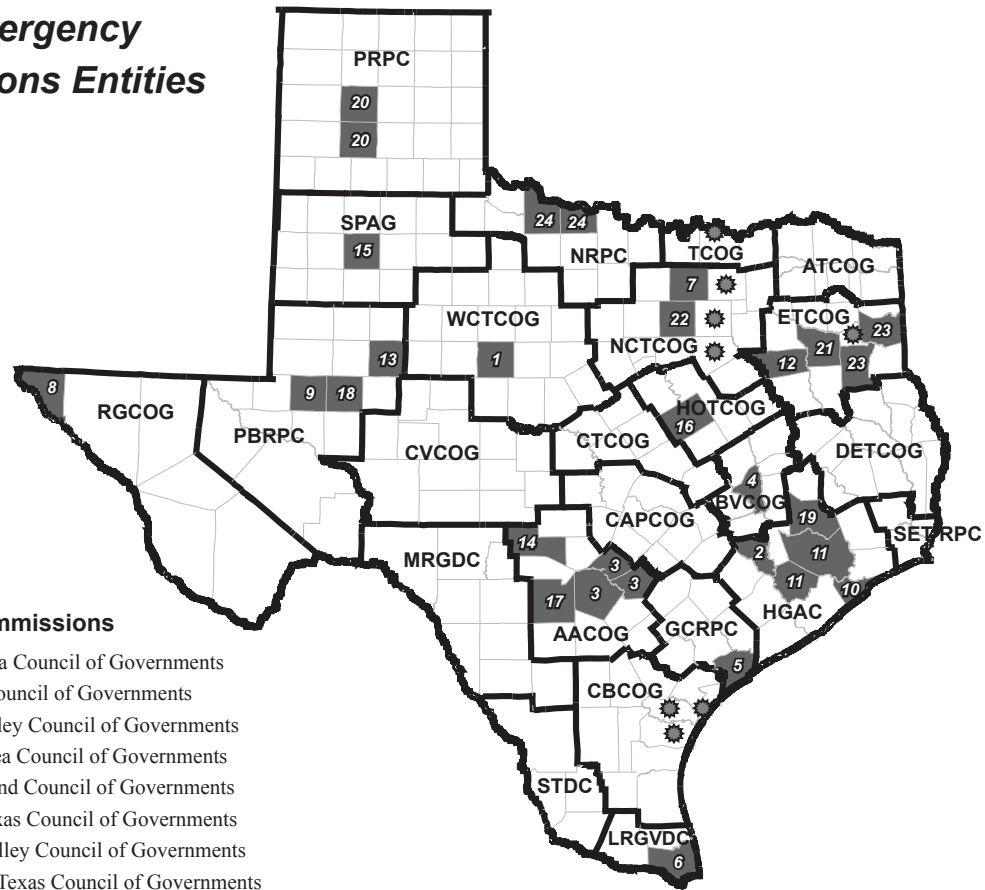 ergency
ons Entities
PRPC
20
20
SPAG
15
24 24
NRPC
TCOG
ATCOG
7
WCTCOG
22
ETCOG
23
NCTCOG
21
13
1
12
23
8
9 18
RGCOG
HOTCOG
16
PBRPC
CTCOG
CVCOG
DETCOG
4
BVCOG
CAPCOG
19
SETRPC
14
2
11
MRGDC
3
3
11
10
17
3
HGAC
AACOG
GCRPC
5
CBCOG
STDC
LRGVDC
6
mmissions
a Council of Governments
ouncil of Governments
ley Council of Governments
ea Council of Governments
nd Council of Governments
xas Council of Governments
lley Council of Governments
Texas Council of Governments